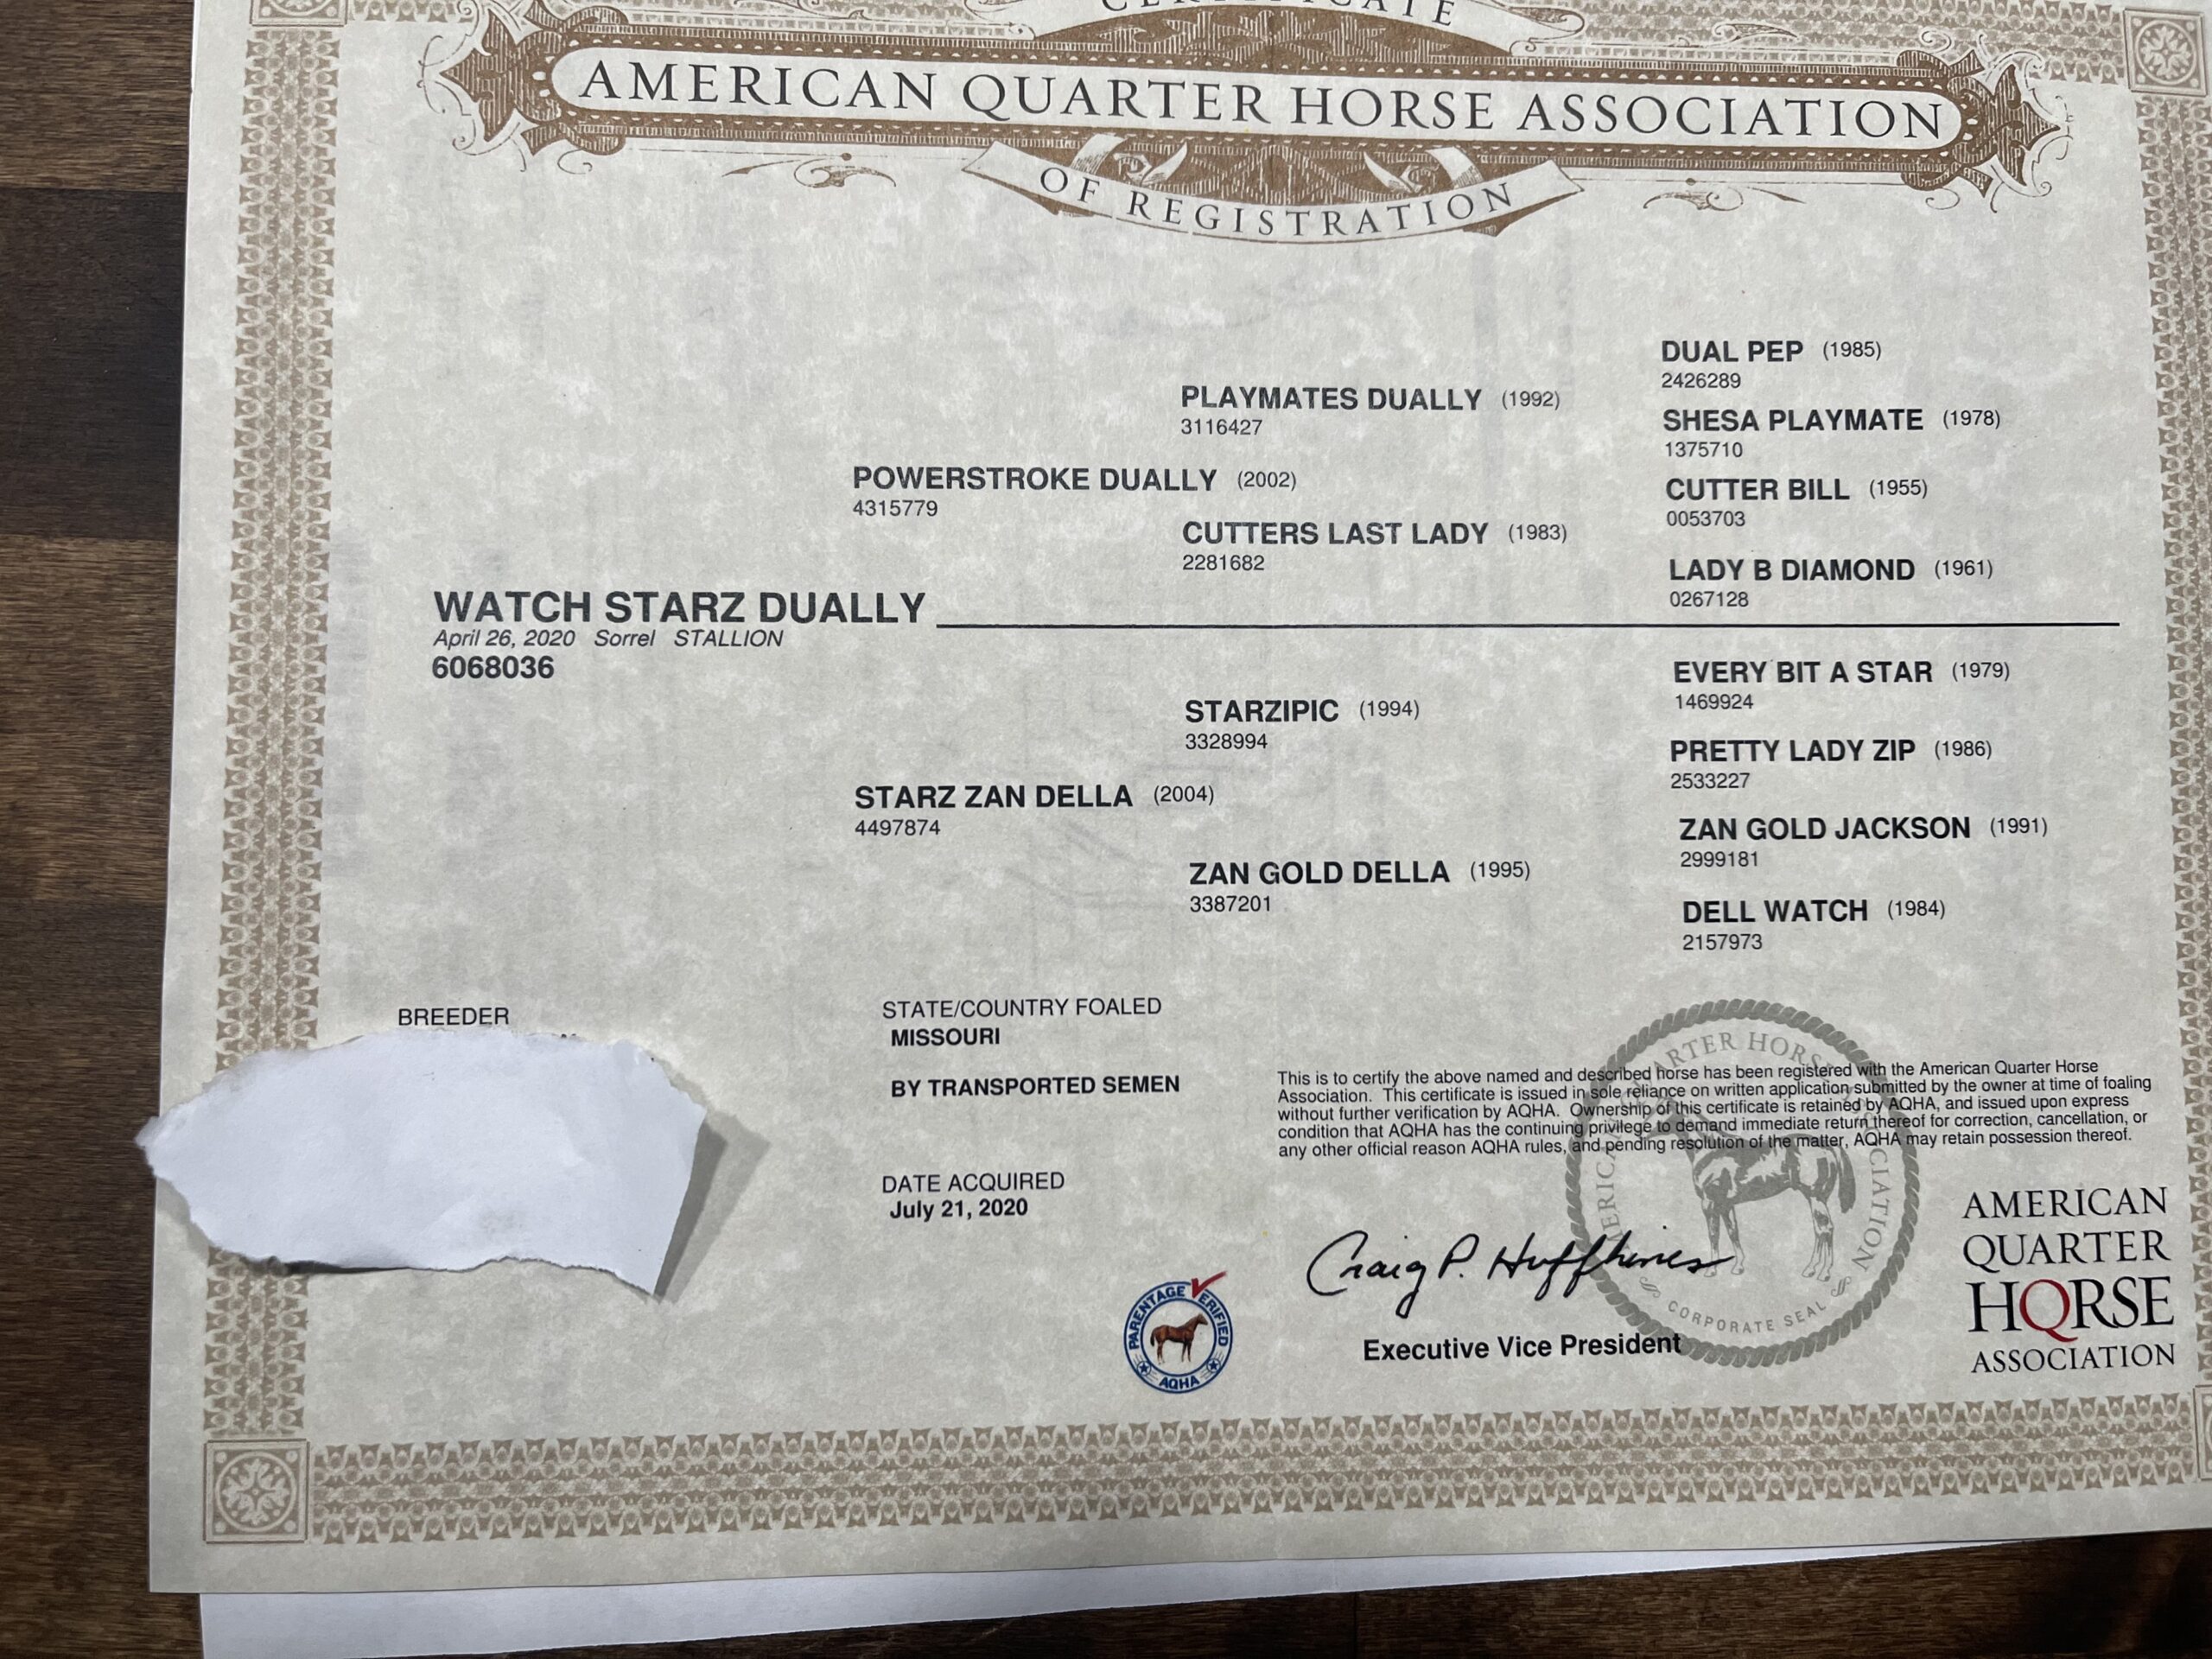 CERTIFICATE
AMERICAN QUARTER HORSE ASSOCIATION
OF REGISTRATION
DUAL PEP (1985)
2426289
PLAYMATES DUALLY (1992)
3116427
SHESA PLAYMATE (1978)
1375710
POWERSTROKE DUALLY (2002)
4315779
CUTTER BILL (1955)
0053703
CUTTERS LAST LADY (1983)
2281682
LADY B DIAMOND (1961)
0267128
WATCH STARZ DUALLY
April 26, 2020 Sorrel STALLION
6068036
EVERY BIT A STAR (1979)
1469924
STARZIPIC (1994)
3328994
PRETTY LADY ZIP (1986)
2533227
STARZ ZAN DELLA (2004)
4497874
ZAN GOLD JACKSON (1991)
2999181
ZAN GOLD DELLA (1995)
3387201
DELL WATCH (1984)
2157973
BREEDER
STATE/COUNTRY FOALED
MISSOURI
BY TRANSPORTED SEMEN
DATE ACQUIRED
July 21, 2020
This is to certify the above named and described horse has been registered with the American Quarter Horse
Association. This certificate is issued in sole reliance on written application submitted by the owner at time of foaling
without further verification by AQHA. Ownership of this certificate is retained by AQHA, and issued upon express
condition that AQHA has the continuing privilege to demand immediate return thereof for correction, cancellation, or
any other official reason AQHA rules, and pending resolution of the matter, AQHA may retain possession thereof.
Craig P. Huffhines
Executive Vice President
PARENTAGE VERIFIED
AQHA
CORPORATE SEAL
AMERICAN
QUARTER
HORSE
ASSOCIATION